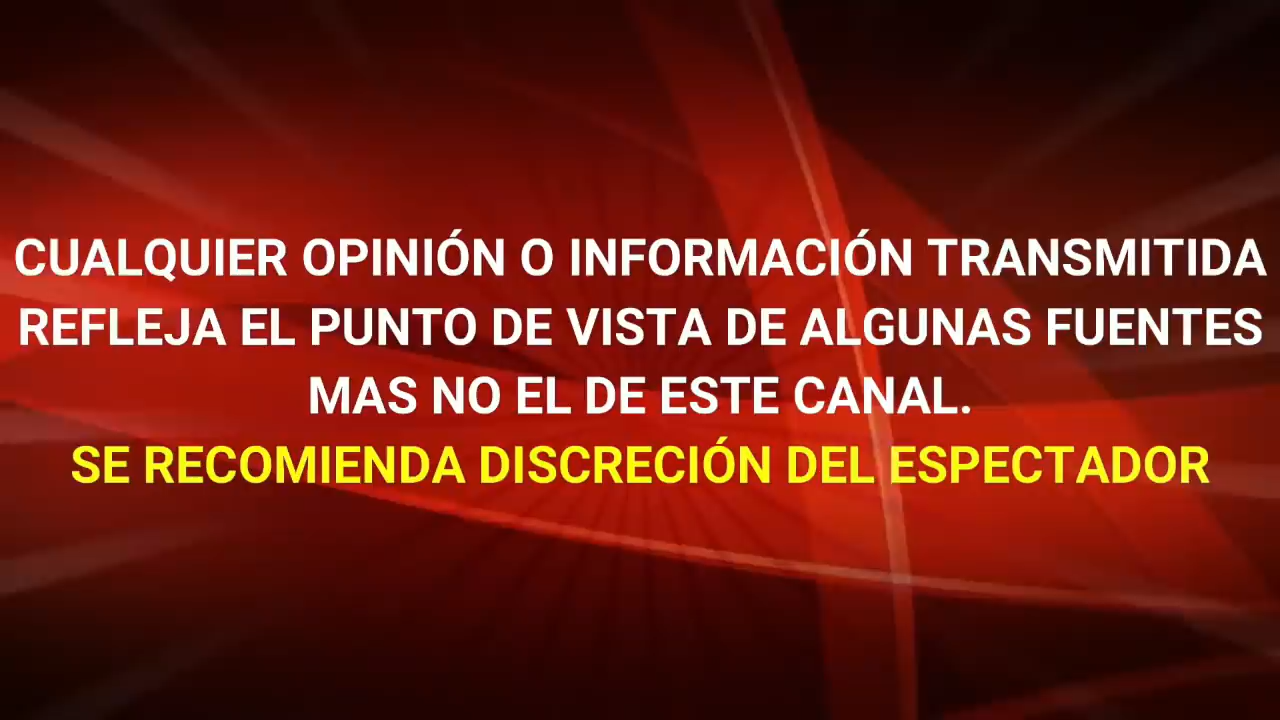 CUALQUIER OPINIÓN O INFORMACIÓN TRANSMITIDA
REFLEJA EL PUNTO DE VISTA DE ALGUNAS FUENTES
MAS NO EL DE ESTE CANAL.
SE RECOMIENDA DISCRECIÓN DEL ESPECTADOR